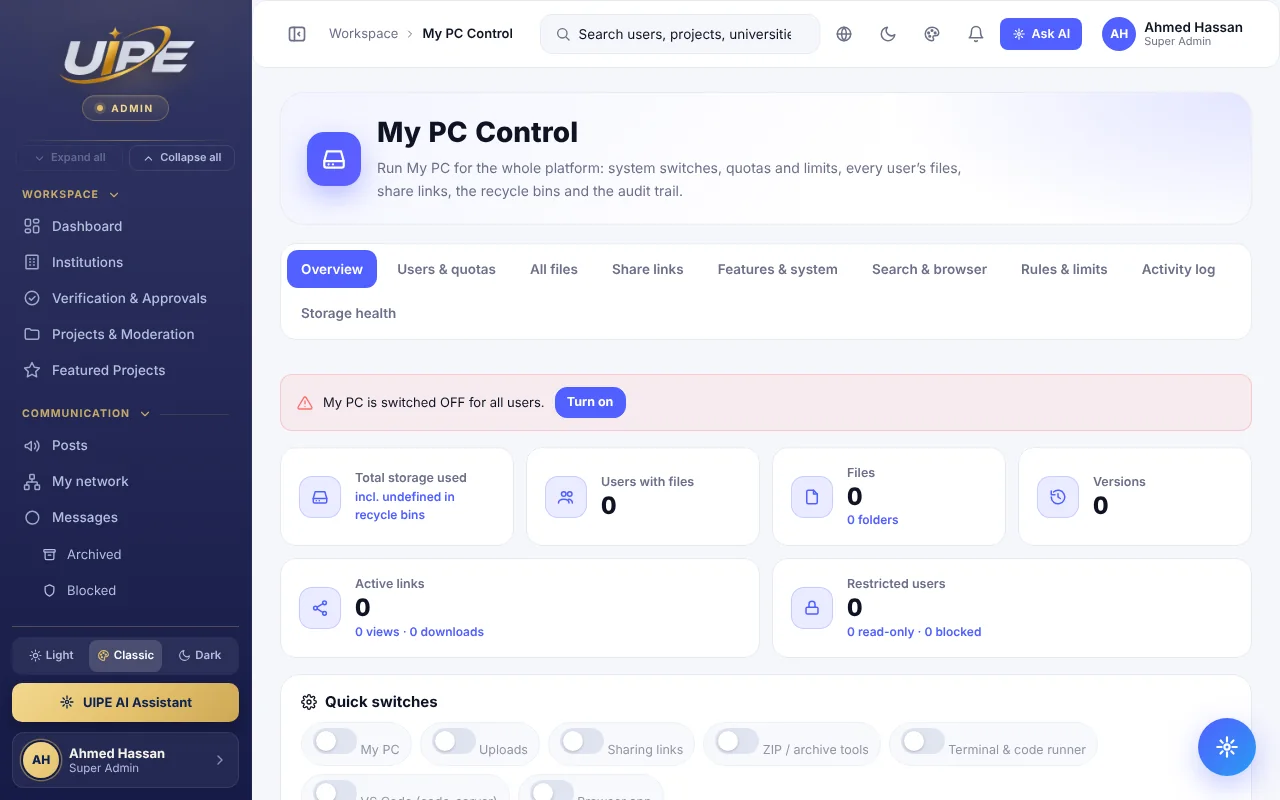 UIPE
ADMIN
Expand all
Collapse all
WORKSPACE
Dashboard
Institutions
Verification & Approvals
Projects & Moderation
Featured Projects
COMMUNICATION
Posts
My network
Messages
Archived
Blocked
Light
Classic
Dark
UIPE AI Assistant
AH
Ahmed Hassan
Super Admin
Workspace › My PC Control
Search users, projects, universitie
Ask AI
AH
Ahmed Hassan
Super Admin
My PC Control
Run My PC for the whole platform: system switches, quotas and limits, every user’s files,
share links, the recycle bins and the audit trail.
Overview
Users & quotas
All files
Share links
Features & system
Search & browser
Rules & limits
Activity log
Storage health
My PC is switched OFF for all users.
Turn on
Total storage used
incl. undefined in
recycle bins
Users with files
0
Files
0
0 folders
Versions
0
Active links
0
0 views · 0 downloads
Restricted users
0
0 read-only · 0 blocked
Quick switches
My PC
Uploads
Sharing links
ZIP / archive tools
Terminal & code runner
VS Code (code-server)
Browser app